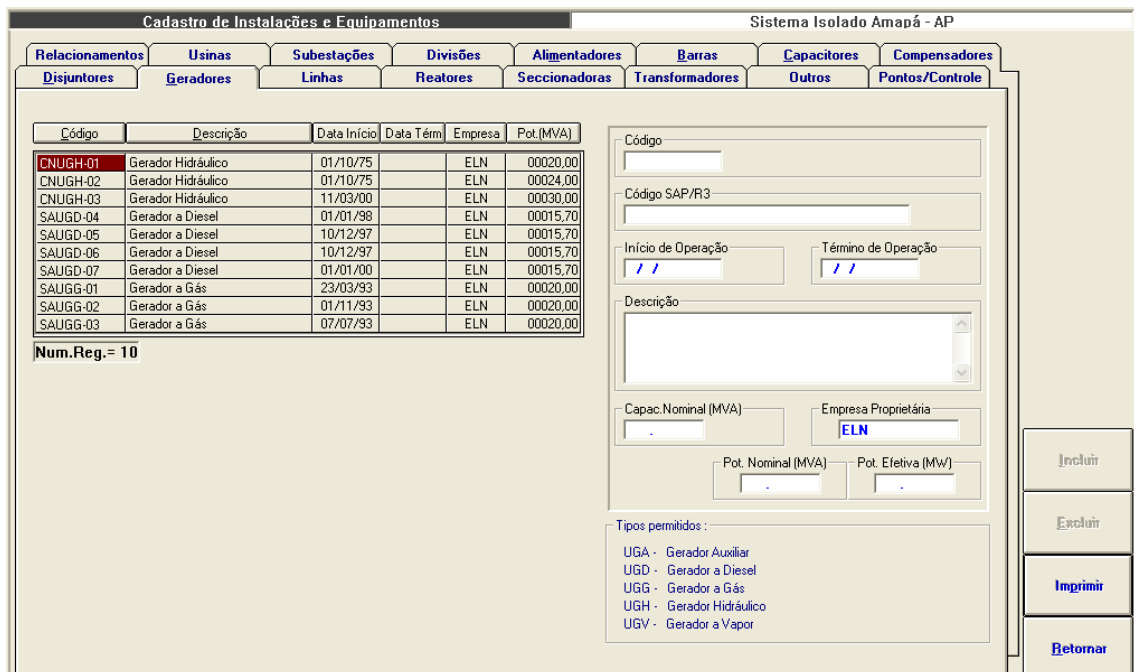 Cadastro de Instalações e Equipamentos Sistema Isolado Amapá - AP
Relacionamentos Usinas Subestações Divisões Alimentadores Barras Capacitores Compensadores
Disjuntores Geradores Linhas Reatores Seccionadoras Transformadores Outros Pontos/Controle
Código Descrição Data Início Data Térm Empresa Pot.(MVA)
CNUGH-01 Gerador Hidráulico 01/10/75 ELN 00020,00
CNUGH-02 Gerador Hidráulico 01/10/75 ELN 00024,00
CNUGH-03 Gerador Hidráulico 11/03/00 ELN 00030,00
SAUGD-04 Gerador a Diesel 01/01/98 ELN 00015,70
SAUGD-05 Gerador a Diesel 10/12/97 ELN 00015,70
SAUGD-06 Gerador a Diesel 10/12/97 ELN 00015,70
SAUGD-07 Gerador a Diesel 01/01/00 ELN 00015,70
SAUGG-01 Gerador a Gás 23/03/93 ELN 00020,00
SAUGG-02 Gerador a Gás 01/11/93 ELN 00020,00
SAUGG-03 Gerador a Gás 07/07/93 ELN 00020,00
Num.Reg.= 10
Código
Código SAP/R3
Início de Operação Término de Operação
/ / / /
Descrição
Capac.Nominal (MVA) Empresa Proprietária
. ELN
Pot. Nominal (MVA) Pot. Efetiva (MW)
. .
Tipos permitidos :
UGA - Gerador Auxiliar
UGD - Gerador a Diesel
UGG - Gerador a Gás
UGH - Gerador Hidráulico
UGV - Gerador a Vapor
Incluir
Excluir
Imprimir
Retornar